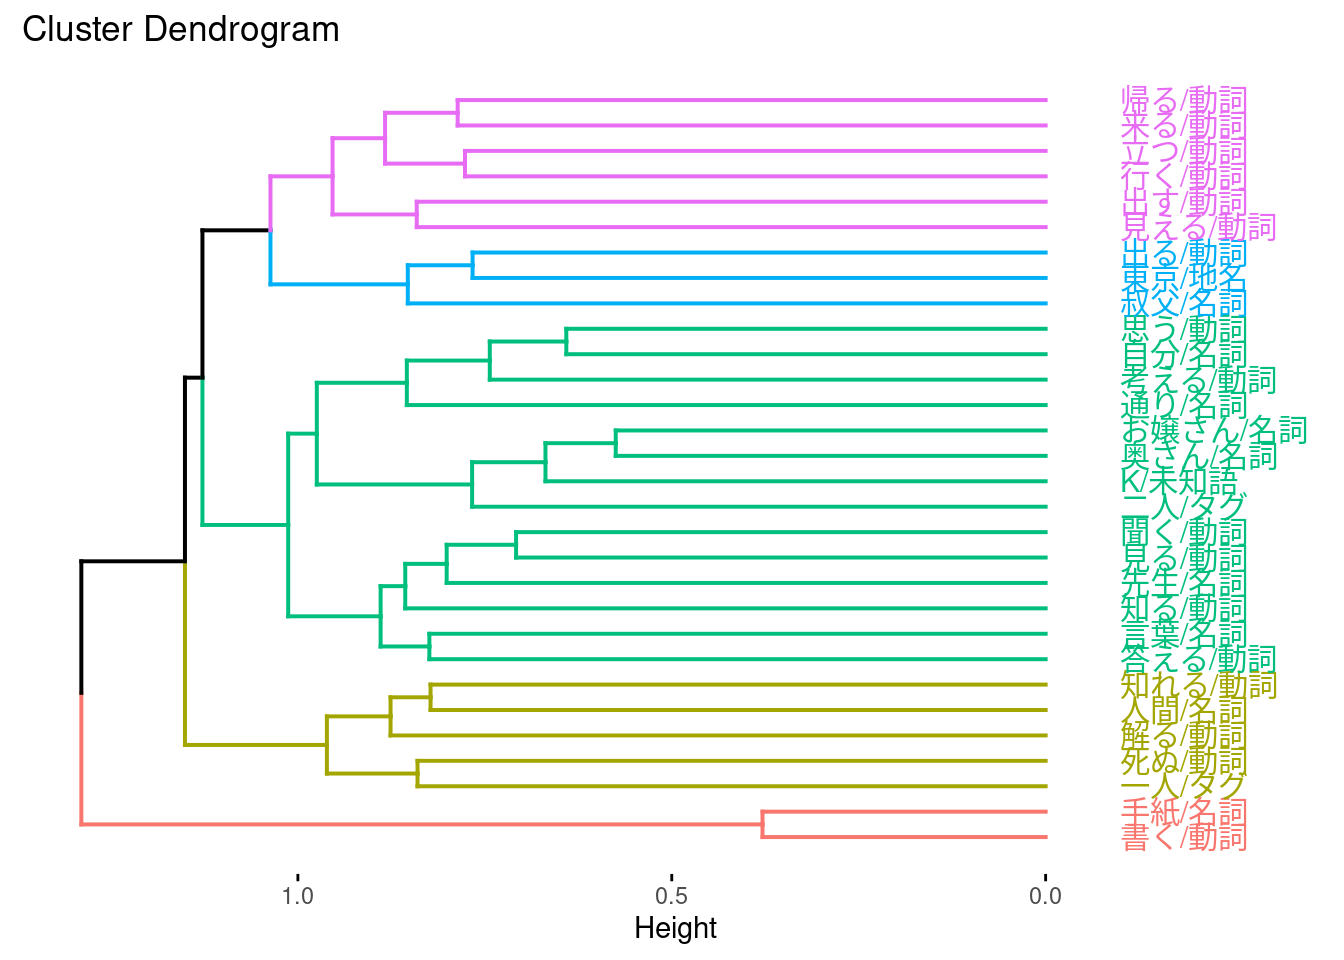 Cluster Dendrogram
帰る/動詞
来る/動詞
立つ/動詞
行く/動詞
出す/動詞
見える/動詞
出る/動詞
東京/地名
叔父/名詞
思う/動詞
自分/名詞
考える/動詞
通り/名詞
お嬢さん/名詞
奥さん/名詞
K/未知語
二人/タグ
聞く/動詞
見る/動詞
先生/名詞
知る/動詞
言葉/名詞
答える/動詞
知れる/動詞
人間/名詞
解る/動詞
死ぬ/動詞
一人/タグ
手紙/名詞
書く/動詞
1.0 0.5 0.0
Height